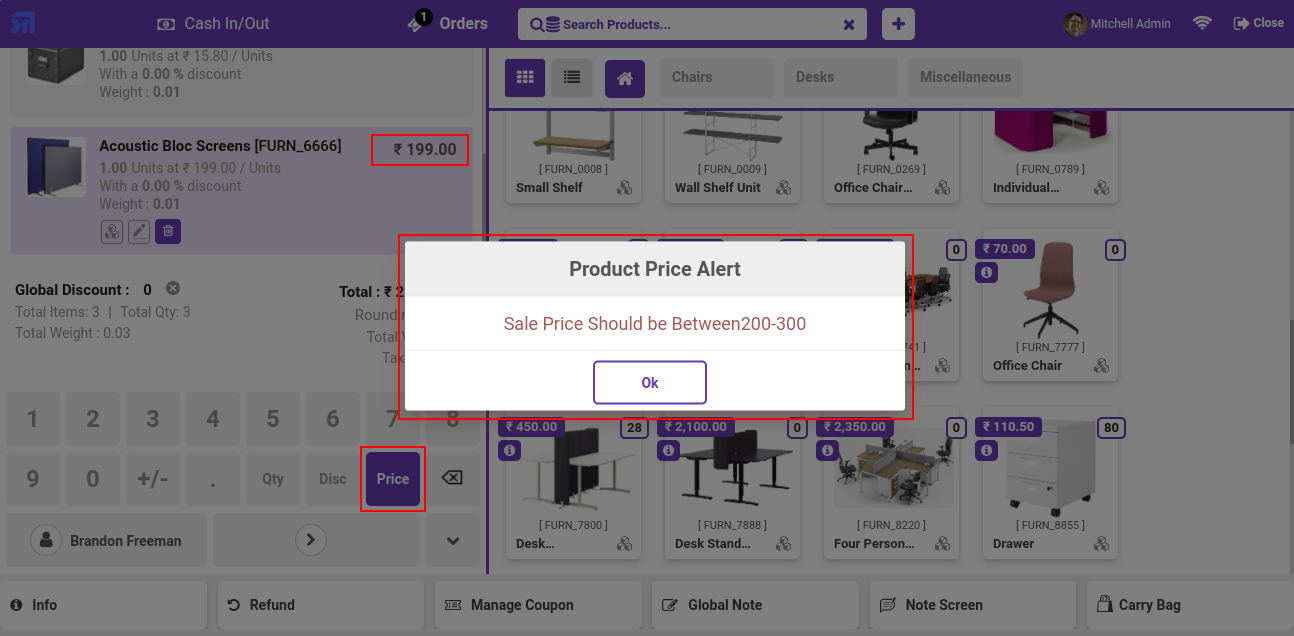 Cash In/Out
1
Orders
Search Products...
Mitchell Admin
Close
1.00 Units at ₹ 15.80 / Units
With a 0.00 % discount
Weight : 0.01
Acoustic Bloc Screens [FURN_6666]
₹ 199.00
1.00 Units at ₹ 199.00 / Units
With a 0.00 % discount
Weight : 0.01
Global Discount : 0
Total : ₹ 2
Total Items: 3 | Total Qty: 3
Total Weight : 0.03
1 2 3 4 5 6 7 8
9 0 +/- . Qty Disc Price
Brandon Freeman
Chairs
Desks
Miscellaneous
[ FURN_0008 ]
Small Shelf
[ FURN_0009 ]
Wall Shelf Unit
[ FURN_0269 ]
Office Chair...
[ FURN_0789 ]
Individual...
0
₹ 70.00
0
[ FURN_7777 ]
Office Chair
Product Price Alert
Sale Price Should be Between200-300
Ok
₹ 450.00
28
[ FURN_7800 ]
Desk...
₹ 2,100.00
0
[ FURN_7888 ]
Desk Stand...
₹ 2,350.00
0
[ FURN_8220 ]
Four Person...
₹ 110.50
80
[ FURN_8855 ]
Drawer
Info
Refund
Manage Coupon
Global Note
Note Screen
Carry Bag